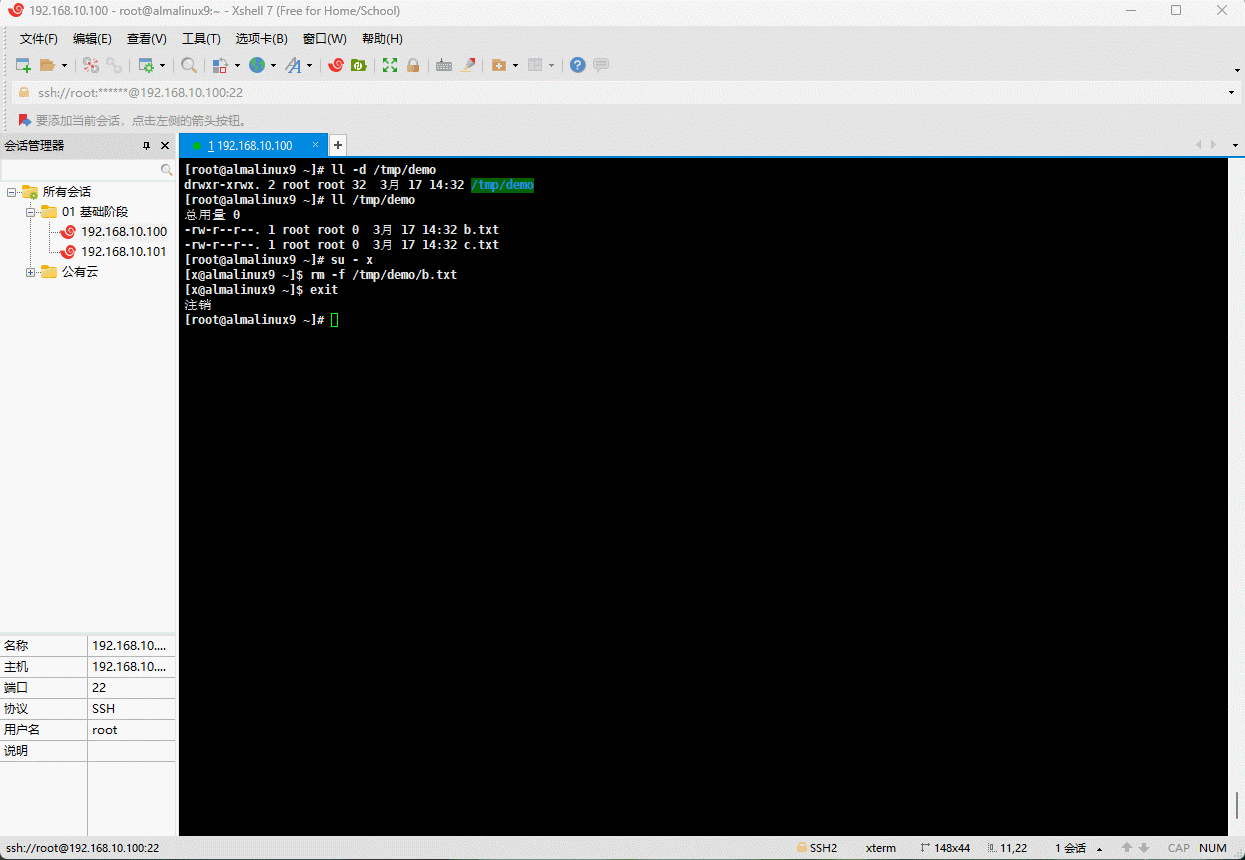 192.168.10.100 - root@almalinux9:~ - Xshell 7 (Free for Home/School)
文件(F) 编辑(E) 查看(V) 工具(T) 选项卡(B) 窗口(W) 帮助(H)
ssh://root:******@192.168.10.100:22
要添加当前会话，点击左侧的箭头按钮。
会话管理器
1 192.168.10.100
所有会话
01 基础阶段
192.168.10.100
192.168.10.101
公有云
[root@almalinux9 ~]# ll -d /tmp/demo
drwxr-xrwx. 2 root root 32  3月 17 14:32 /tmp/demo
[root@almalinux9 ~]# ll /tmp/demo
总用量 0
-rw-r--r--. 1 root root 0  3月 17 14:32 b.txt
-rw-r--r--. 1 root root 0  3月 17 14:32 c.txt
[root@almalinux9 ~]# su - x
[x@almalinux9 ~]$ rm -f /tmp/demo/b.txt
[x@almalinux9 ~]$ exit
注销
[root@almalinux9 ~]#
名称 192.168.10....
主机 192.168.10....
端口 22
协议 SSH
用户名 root
说明
ssh://root@192.168.10.100:22 SSH2 xterm 148x44 11,22 1 会话 CAP NUM